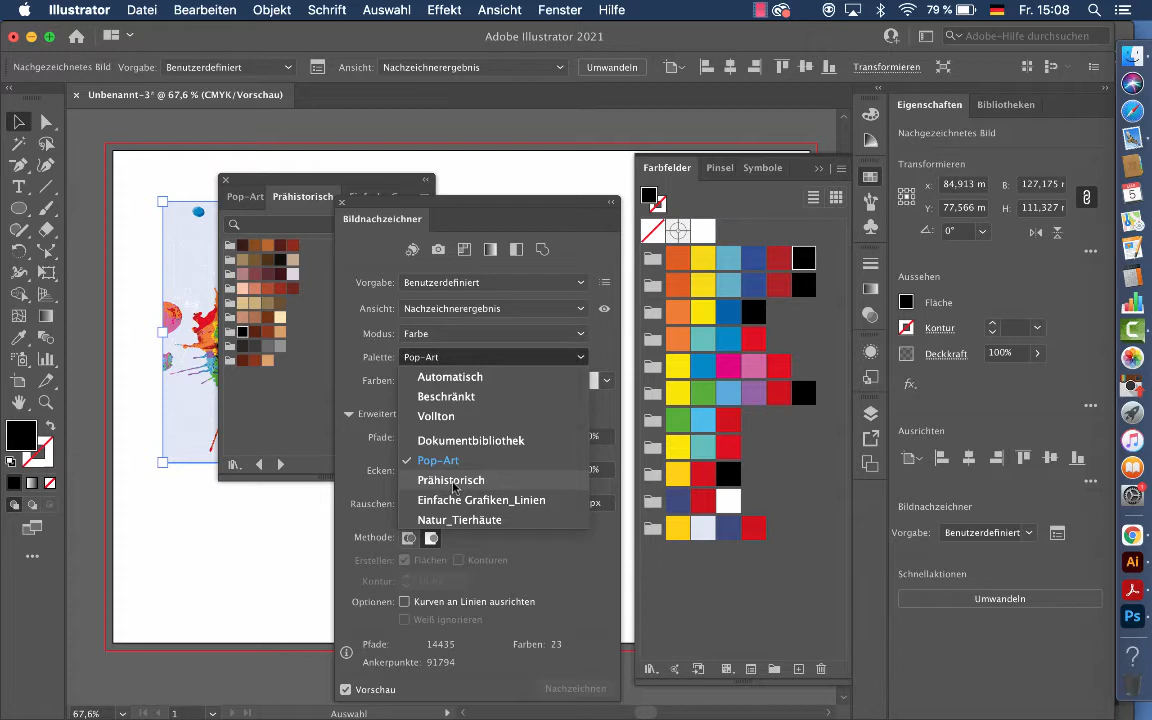 Illustrator Datei Bearbeiten Objekt Schrift Auswahl Effekt Ansicht Fenster Hilfe 79 % Fr. 15:08
Adobe Illustrator 2021 Adobe-Hilfe durchsuchen
Nachgezeichnetes Bild Vorgabe: Benutzerdefiniert Ansicht: Nachzeichnerergebnis Umwandeln Transformieren
Unbenannt-3* @ 67,6 % (CMYK/Vorschau)
Eigenschaften Bibliotheken
Nachgezeichnetes Bild
Transformieren
X: 84,913 m B: 127,175
Y: 77,566 m H: 111,327
0°
Aussehen
Fläche
Kontur
Deckkraft 100%
fx.
Ausrichten
Bildnachzeichner
Vorgabe: Benutzerdefiniert
Schnellaktionen
Umwandeln
Farbfelder Pinsel Symbole
Pop-Art Prähistorisch
Bildnachzeichner
Vorgabe: Benutzerdefiniert
Ansicht: Nachzeichnerergebnis
Modus: Farbe
Palette: Pop-Art
Farben:
Automatisch
Beschränkt
Vollton
Dokumentbibliothek
Pop-Art
Prähistorisch
Einfache Grafiken_Linien
Natur_Tierhäute
Erweitert
Pfade:
Ecken:
Rauschen: px
Methode:
Erstellen: Flächen Konturen
Kontur:
Optionen: Kurven an Linien ausrichten
Weiß ignorieren
Pfade: 14435 Farben: 23
Ankerpunkte: 91794
Vorschau Nachzeichnen
67,6% 1 Auswahl
5
Ai
Ps